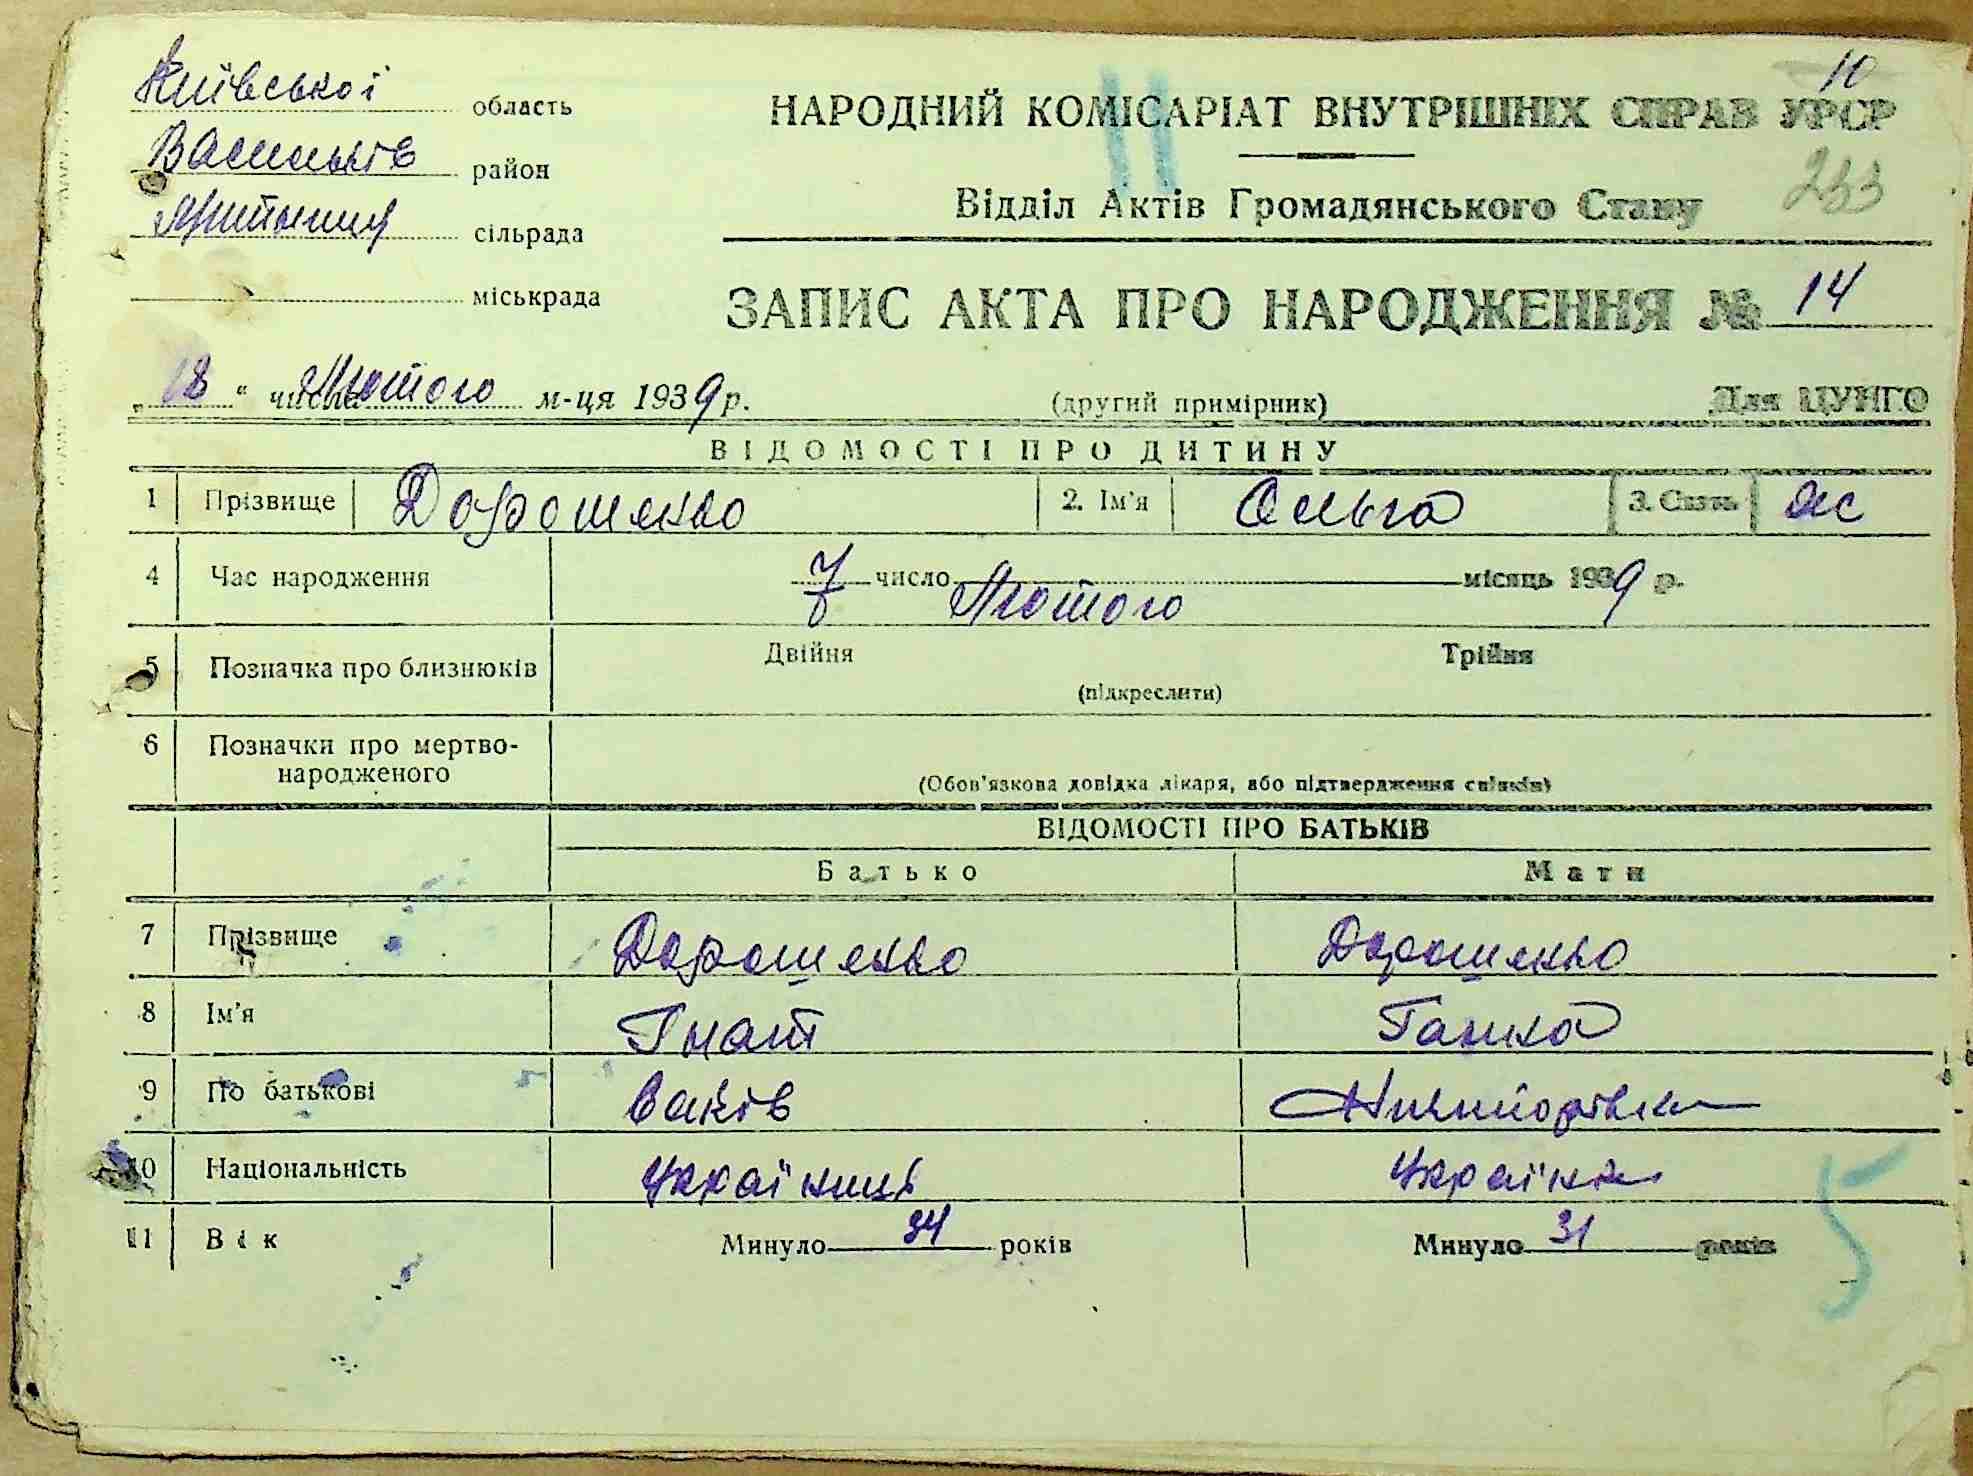 10
Київської область
НАРОДНИЙ КОМІСАРІАТ ВНУТРІШНІХ СПРАВ УРСР
Васильків район
233
Відділ Актів Громадянського Стану
сільрада
міськрада
ЗАПИС АКТА ПРО НАРОДЖЕННЯ № 14
„18“ числа Лютого м-ця 1939 р.
(другий примірник)
Для ЦУНГО
ВІДОМОСТІ ПРО ДИТИНУ
1 Прізвище Дорошенко 2. Ім'я Ольга 3. Стать жс
4 Час народження 7 число Лютого місяць 1939 р.
5 Позначка про близнюків Двійня Трійня
(підкреслити)
6 Позначки про мертво-
народженого
(Обов'язкова довідка лікаря, або підтвердження свідків)
ВІДОМОСТІ ПРО БАТЬКІВ
Батько Мати
7 Прізвище Дорошенко Дорошенко
8 Ім'я Гнат Ганна
9 По батькові
10 Національність Українець Українка
5
11 Вік Минуло 34 років Минуло 31 років